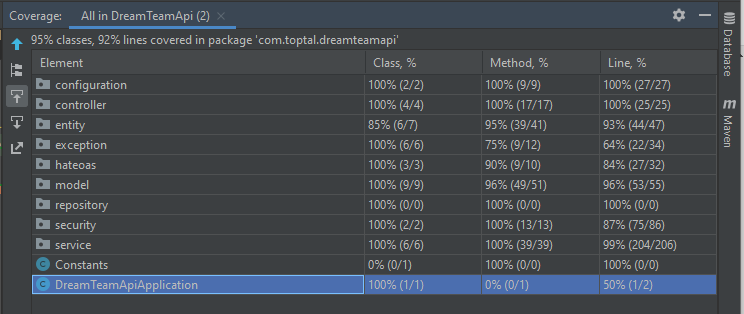 Coverage: All in DreamTeamApi (2)
95% classes, 92% lines covered in package 'com.toptal.dreamteamapi'
Element Class, % Method, % Line, %
configuration 100% (2/2) 100% (9/9) 100% (27/27)
controller 100% (4/4) 100% (17/17) 100% (25/25)
entity 85% (6/7) 95% (39/41) 93% (44/47)
exception 100% (6/6) 75% (9/12) 64% (22/34)
hateoas 100% (3/3) 90% (9/10) 84% (27/32)
model 100% (9/9) 96% (49/51) 96% (53/55)
repository 100% (0/0) 100% (0/0) 100% (0/0)
security 100% (2/2) 100% (13/13) 87% (75/86)
service 100% (6/6) 100% (39/39) 99% (204/206)
Constants 0% (0/1) 100% (0/0) 100% (0/0)
DreamTeamApiApplication 100% (1/1) 0% (0/1) 50% (1/2)
Database
Maven